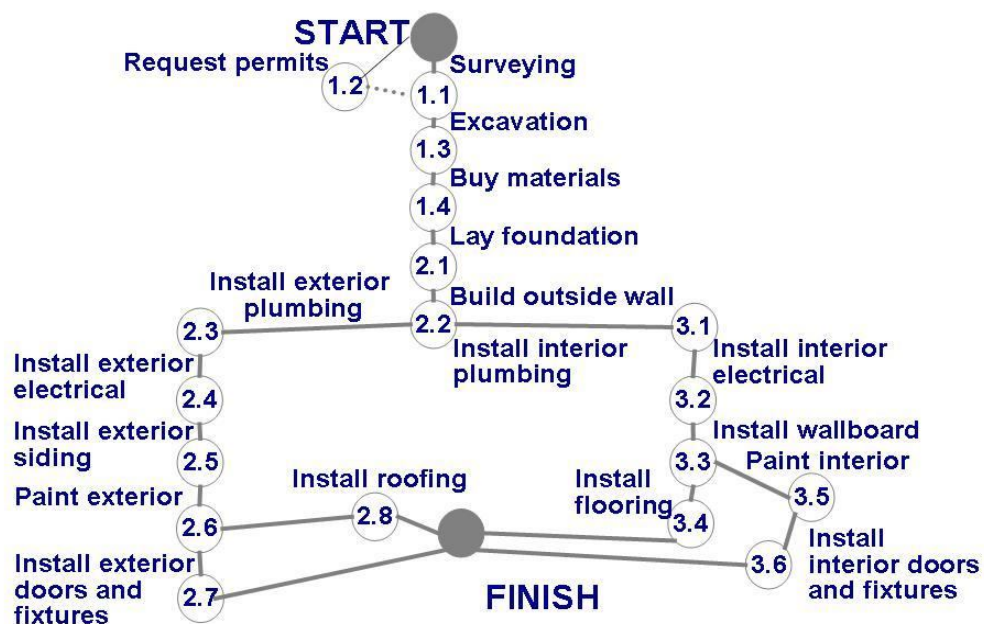 START
Request permits
1.2
Surveying
1.1
Excavation
1.3
Buy materials
1.4
Lay foundation
2.1
Install exterior
plumbing
Build outside wall
2.3
2.2
3.1
Install interior
plumbing
Install exterior
electrical
2.4
Install interior
electrical
3.2
Install exterior
siding
2.5
Install wallboard
3.3
Paint interior
Paint exterior
2.6
Install roofing
2.8
Install
flooring
3.4
3.5
Install exterior
doors and
fixtures
2.7
FINISH
3.6
Install
interior doors
and fixtures